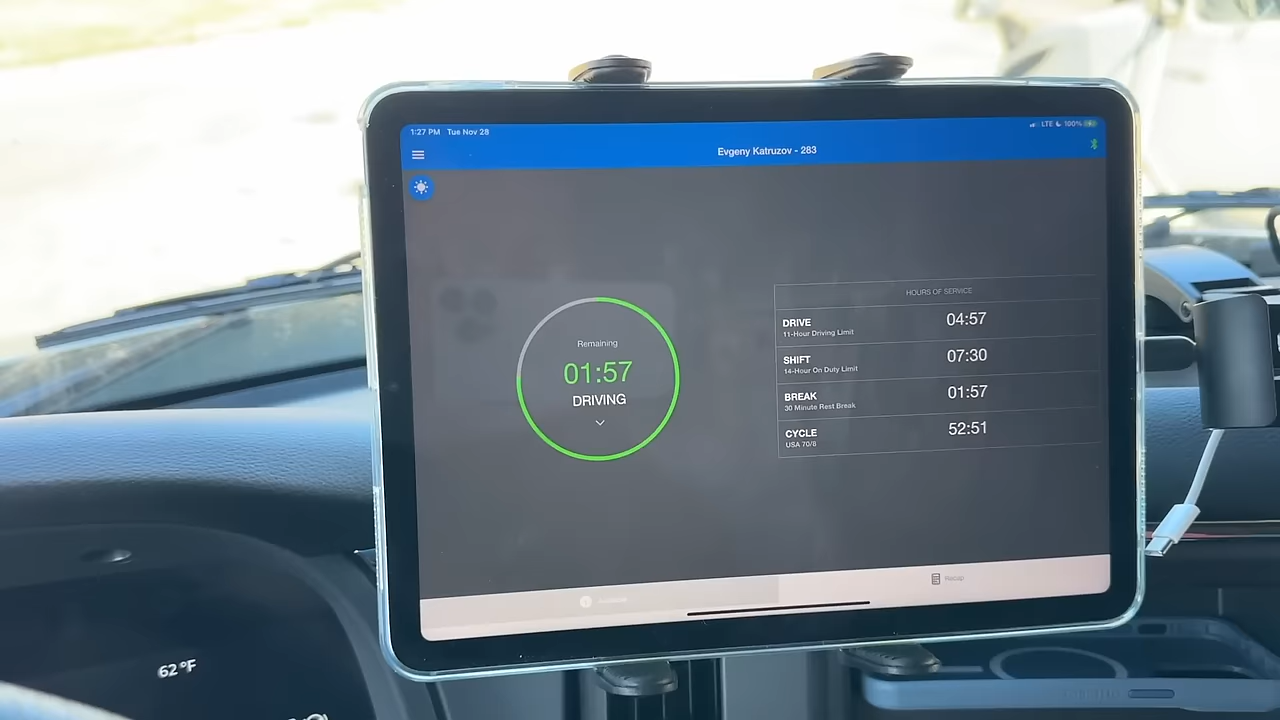 1:27 PM Tue Nov 28
LTE 100%
Evgeny Katruzov - 283
Remaining
01:57
DRIVING
HOURS OF SERVICE
DRIVE
11-Hour Driving Limit
04:57
SHIFT
14-Hour On Duty Limit
07:30
BREAK
30 Minute Rest Break
01:57
CYCLE
USA 70/8
52:51
Recap
62°F